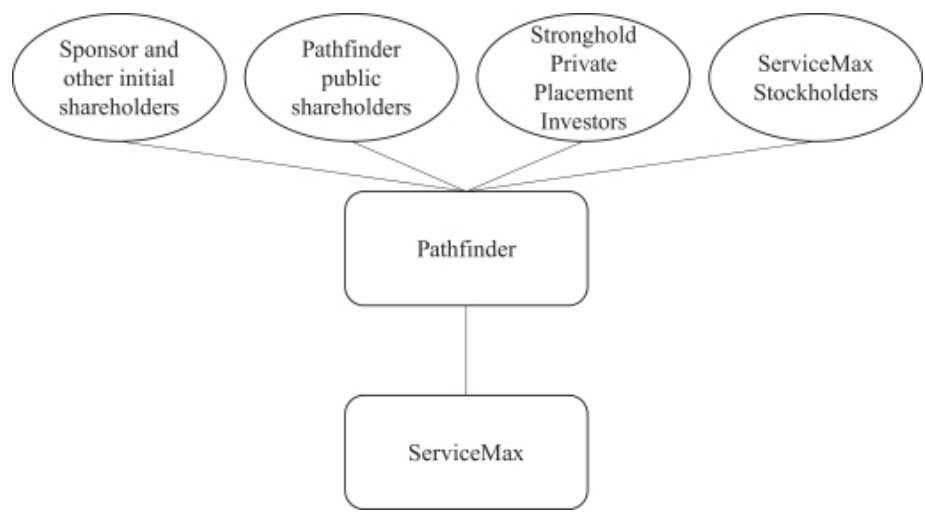 Sponsor and
other initial
shareholders
Pathfinder
public
shareholders
Stronghold
Private
Placement
Investors
ServiceMax
Stockholders
Pathfinder
ServiceMax